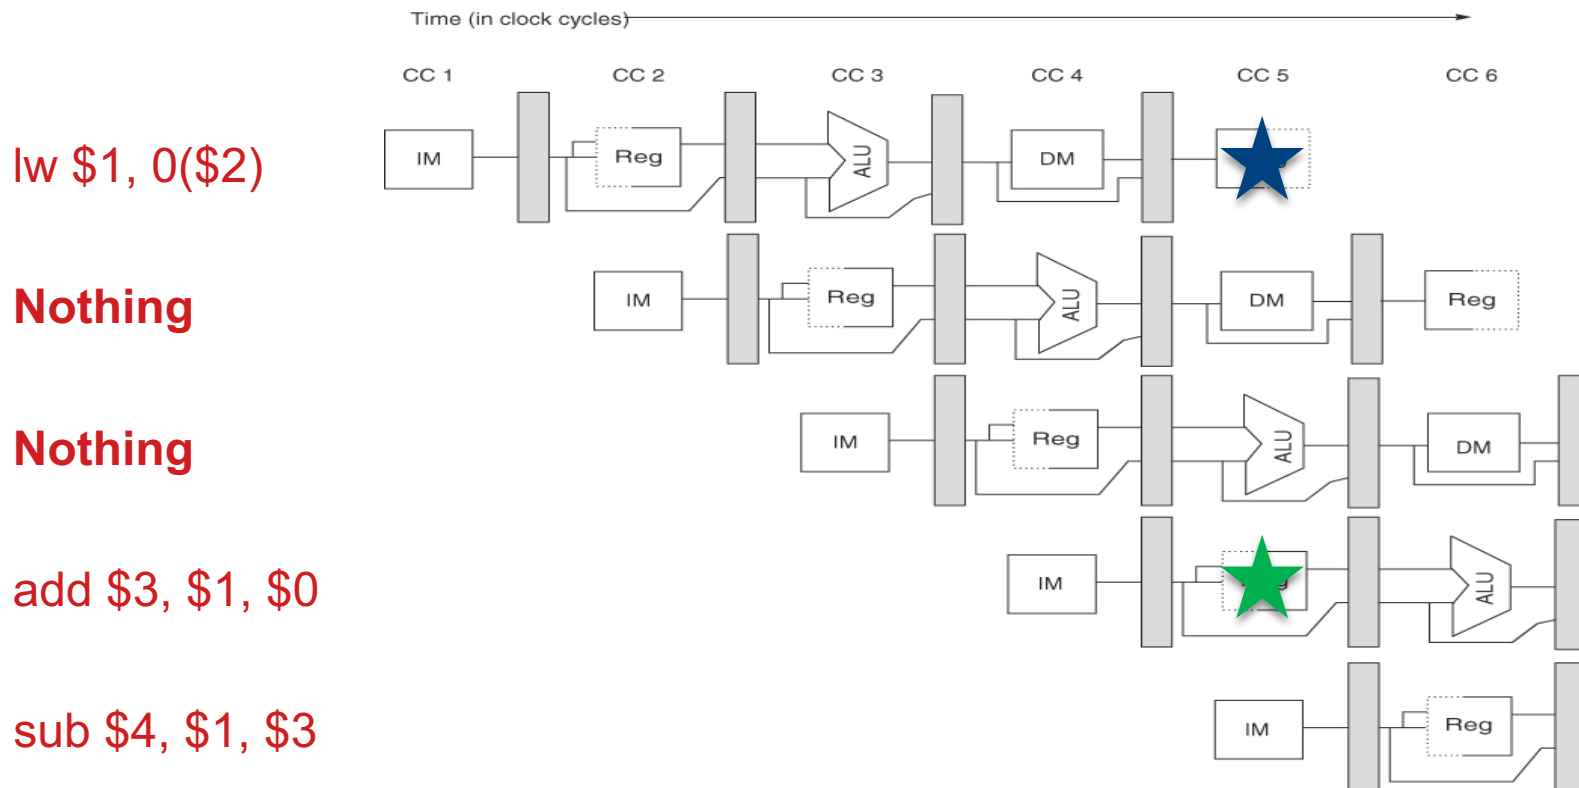 Time (in clock cycles)
CC 1 CC 2 CC 3 CC 4 CC 5 CC 6
lw $1, 0($2) IM Reg ALU DM
Nothing IM Reg ALU DM Reg
Nothing IM Reg ALU DM
add $3, $1, $0 IM ALU
sub $4, $1, $3 IM Reg